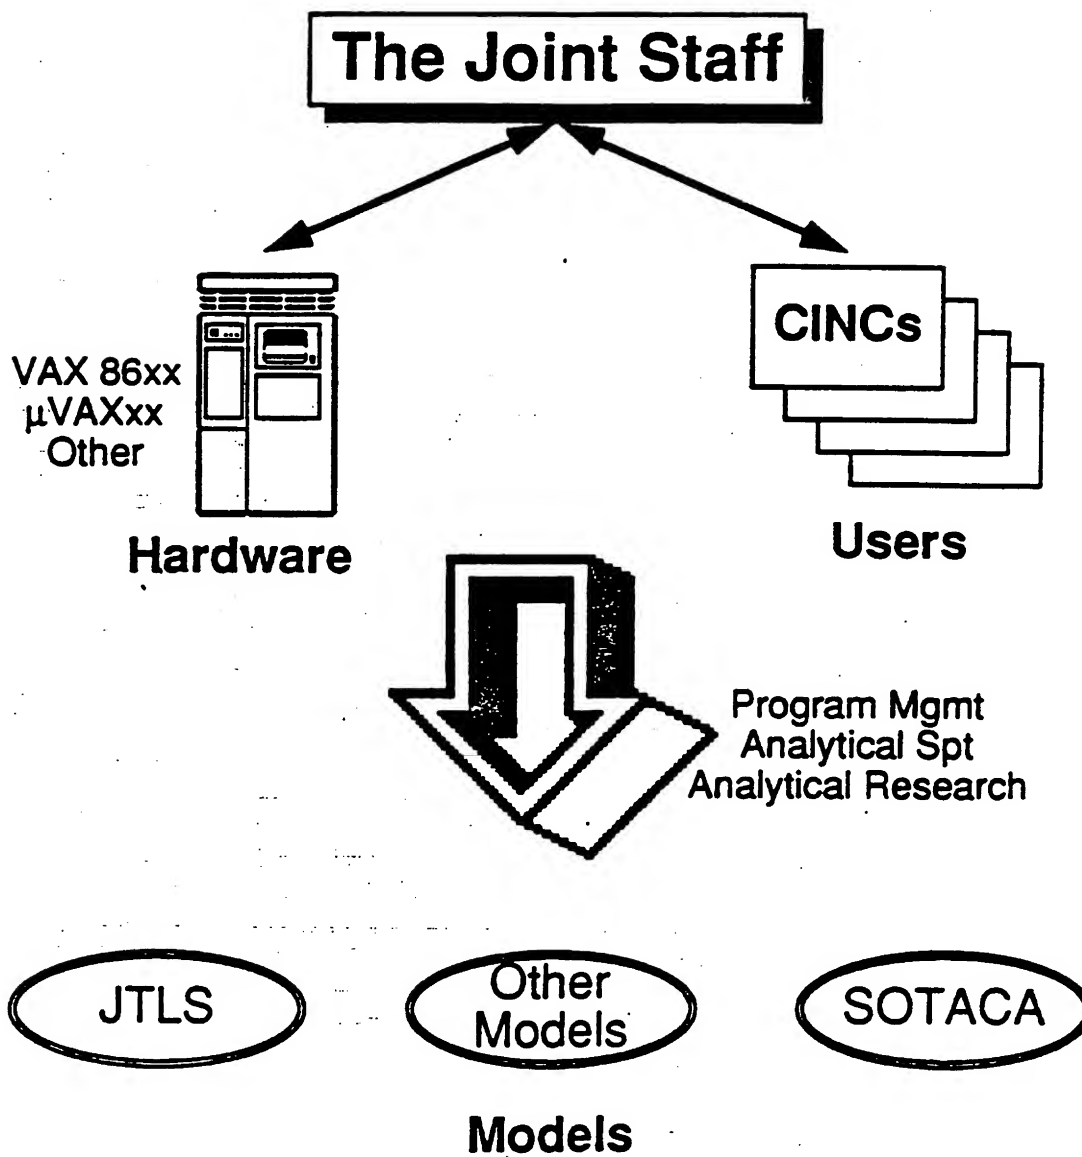 The Joint Staff
CINCs
VAX 86xx
μVAXxx
Other
Hardware
Users
Program Mgmt
Analytical Spt
Analytical Research
JTLS
Other
Models
SOTACA
Models